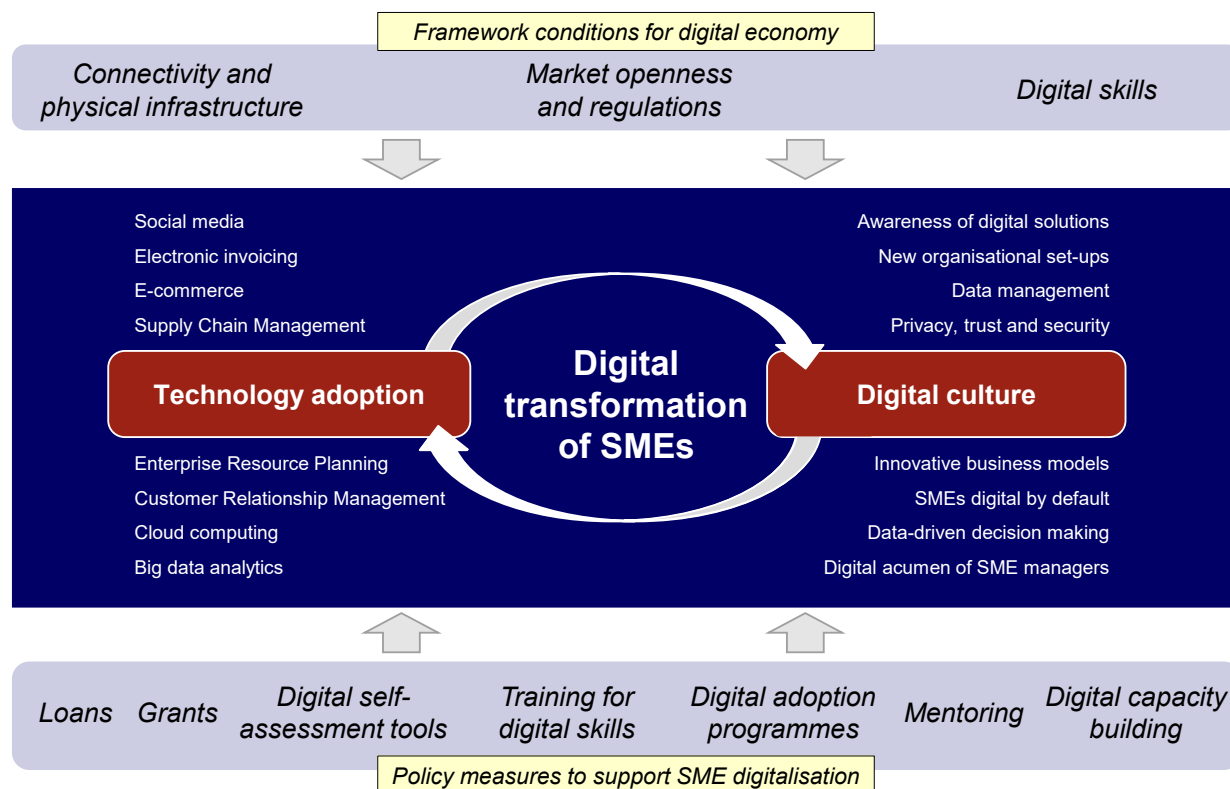 Framework conditions for digital economy
Connectivity and
physical infrastructure
Market openness
and regulations
Digital skills
Social media
Electronic invoicing
E-commerce
Supply Chain Management
Awareness of digital solutions
New organisational set-ups
Data management
Privacy, trust and security
Technology adoption
Digital
transformation
of SMEs
Digital culture
Enterprise Resource Planning
Customer Relationship Management
Cloud computing
Big data analytics
Innovative business models
SMEs digital by default
Data-driven decision making
Digital acumen of SME managers
Loans
Grants
Digital self-
assessment tools
Training for
digital skills
Digital adoption
programmes
Mentoring
Digital capacity
building
Policy measures to support SME digitalisation